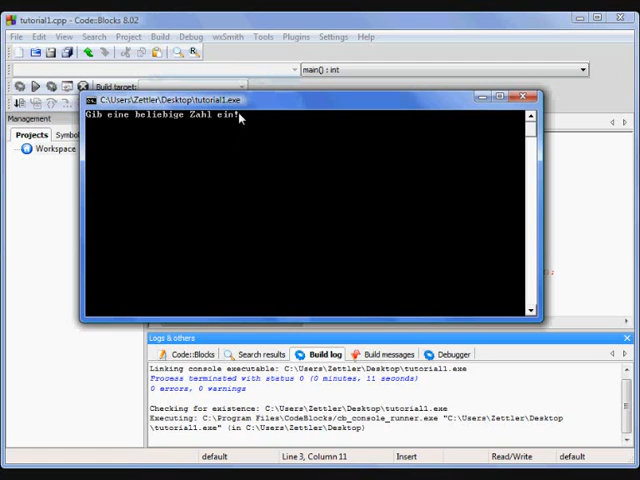 tutorial1.cpp - Code::Blocks 8.02
File Edit View Search Project Build Debug wxSmith Tools Plugins Settings Help
main() : int
Build target:
C:\Users\Zettler\Desktop\tutorial1.exe
Gib eine beliebige Zahl ein!
Management
Projects Symbol
Workspace
);
Logs & others
Code::Blocks Search results Build log Build messages Debugger
Linking console executable: C:\Users\Zettler\Desktop\tutorial1.exe
Process terminated with status 0 (0 minutes, 11 seconds)
0 errors, 0 warnings
Checking for existence: C:\Users\Zettler\Desktop\tutorial1.exe
Executing: C:\Program Files\CodeBlocks/cb_console_runner.exe "C:\Users\Zettler\Desktop
\tutorial1.exe" (in C:\Users\Zettler\Desktop)
default Line 3, Column 11 Insert Read/Write default